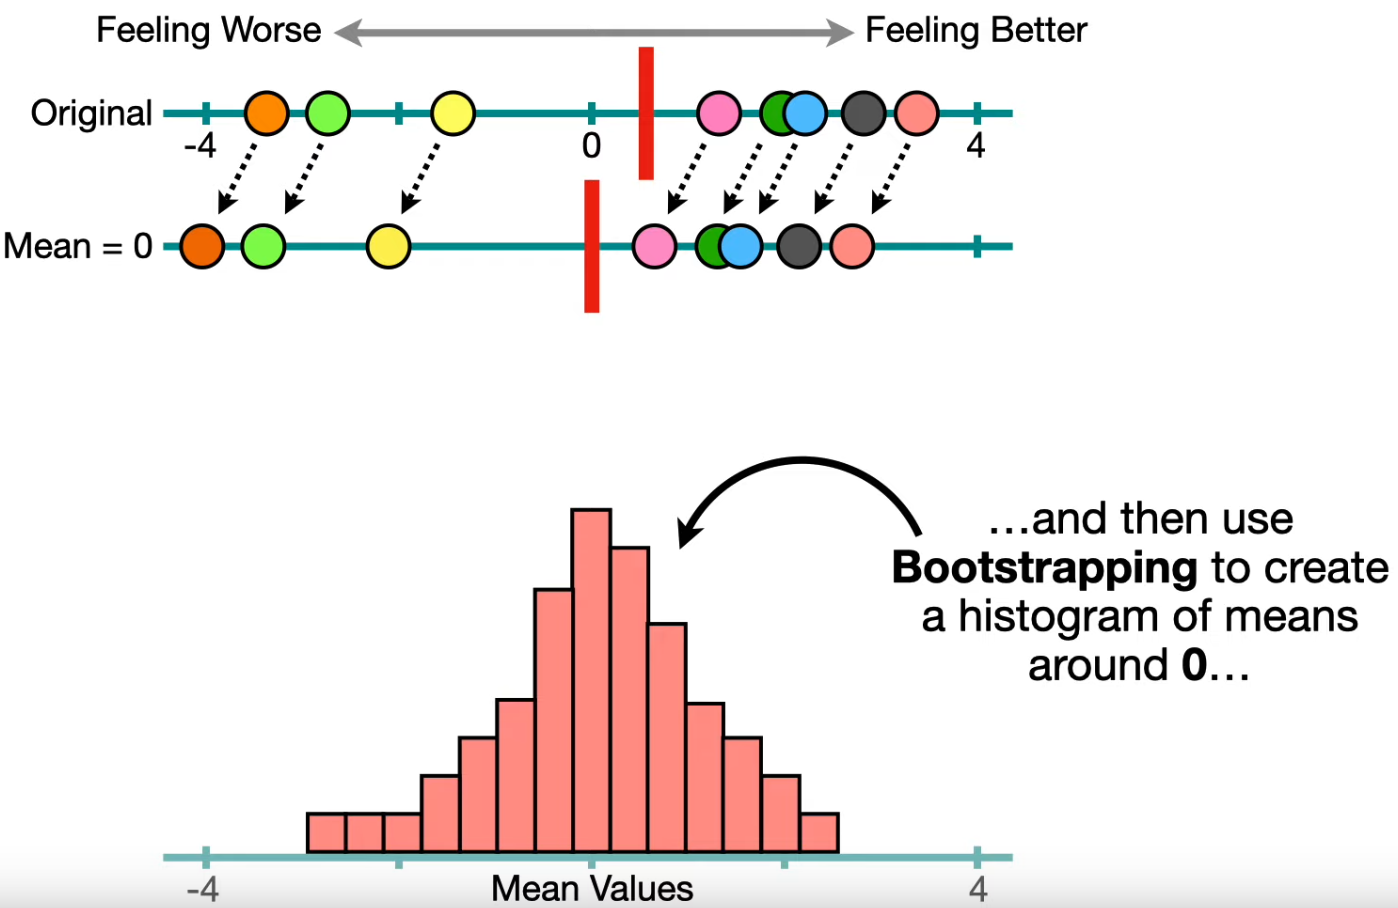 Feeling Worse
Feeling Better
Original
-4
0
4
Mean = 0
…and then use
Bootstrapping to create
a histogram of means
around 0…
-4
Mean Values
4